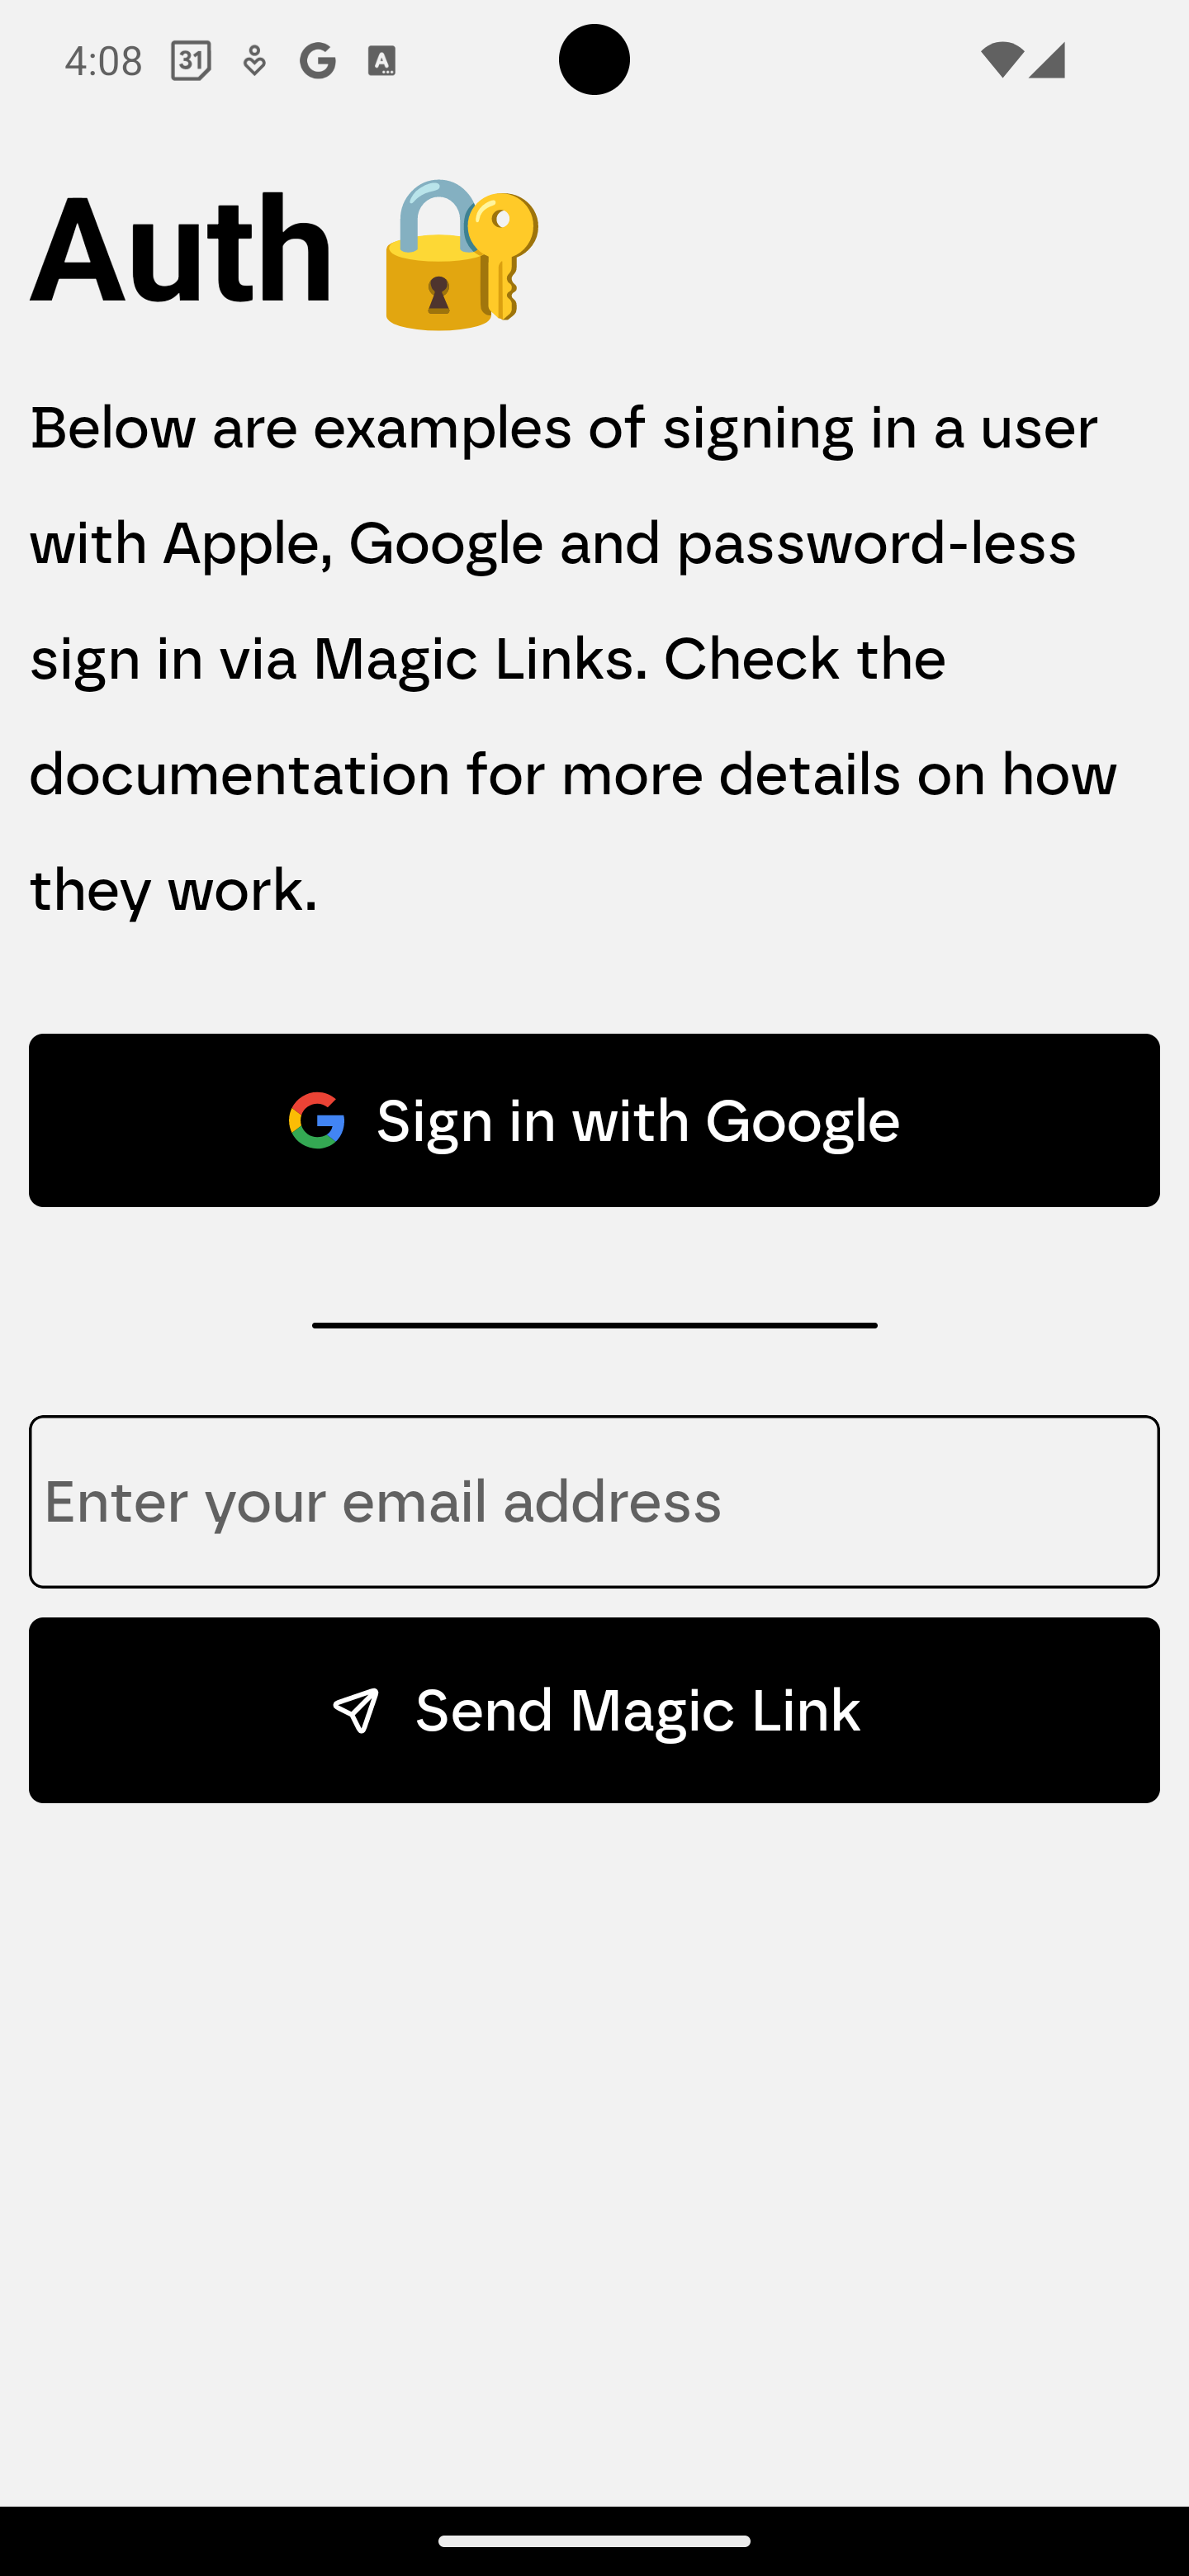 4:08 31 G A
Auth 🔐
Below are examples of signing in a user
with Apple, Google and password-less
sign in via Magic Links. Check the
documentation for more details on how
they work.
Sign in with Google
Enter your email address
Send Magic Link